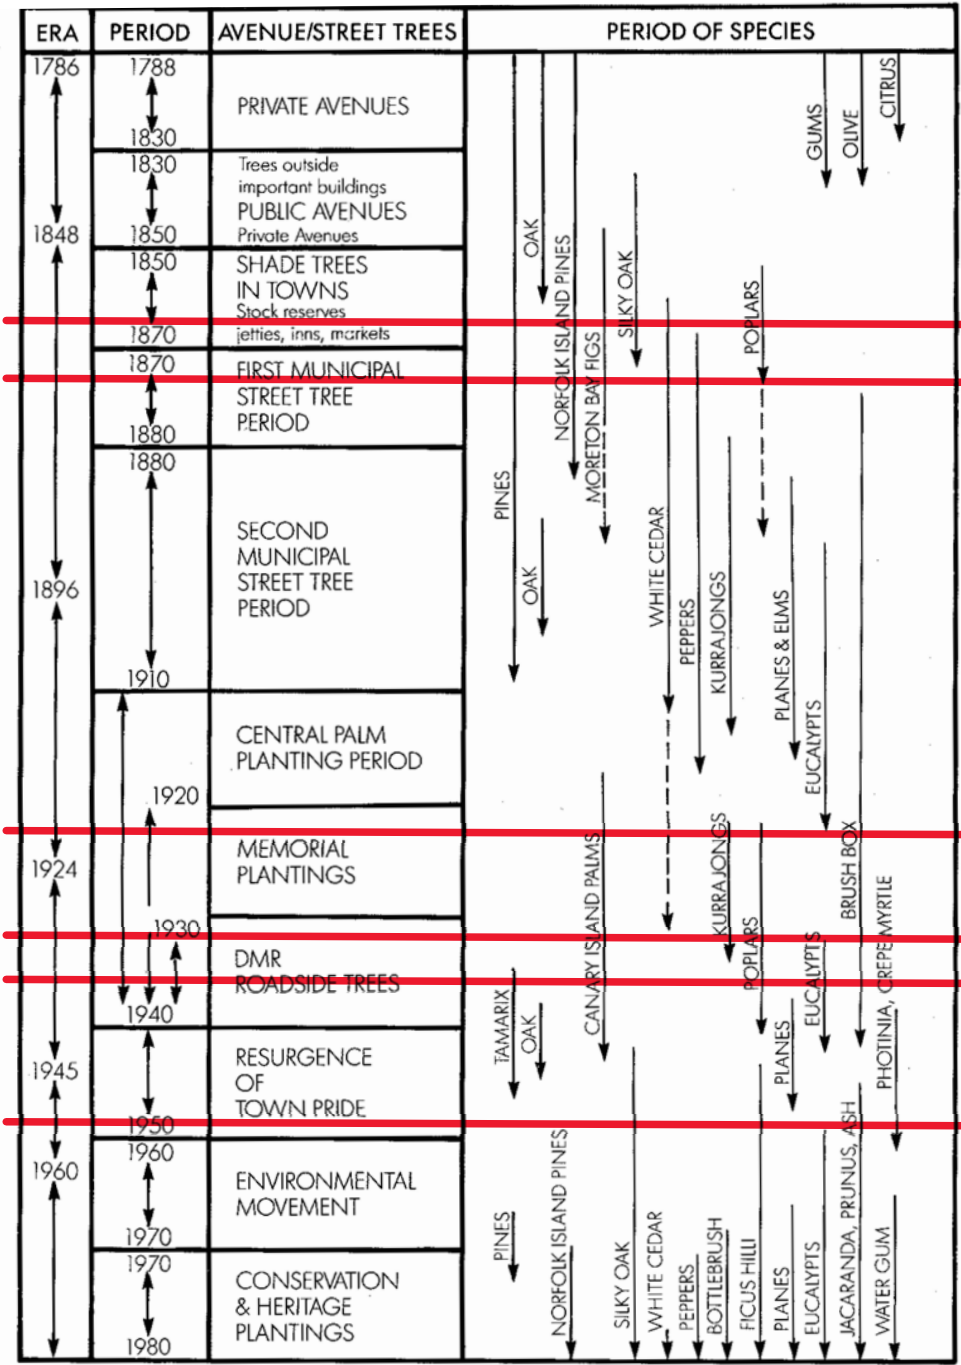 ERA
PERIOD
AVENUE/STREET TREES
PERIOD OF SPECIES
1786
1848
1896
1924
1945
1960
1788
1830
PRIVATE AVENUES
1830
1850
Trees outside
important buildings
PUBLIC AVENUES
Private Avenues
1850
1870
SHADE TREES
IN TOWNS
Stock reserves
jetties, inns, markets
1870
1880
FIRST MUNICIPAL
STREET TREE
PERIOD
1880
1910
SECOND
MUNICIPAL
STREET TREE
PERIOD
CENTRAL PALM
PLANTING PERIOD
1920
MEMORIAL
PLANTINGS
1930
1940
DMR
ROADSIDE TREES
RESURGENCE
OF
TOWN PRIDE
1950
1960
1970
ENVIRONMENTAL
MOVEMENT
1970
1980
CONSERVATION
& HERITAGE
PLANTINGS
PINES
OAK
OAK
NORFOLK ISLAND PINES
MORETON BAY FIGS
SILKY OAK
WHITE CEDAR
PEPPERS
KURRAJONGS
POPLARS
PLANES & ELMS
GUMS
EUCALYPTS
OLIVE
BRUSH BOX
CITRUS
TAMARIX
OAK
CANARY ISLAND PALMS
KURRAJONGS
POPLARS
PLANES
EUCALYPTS
PHOTINIA, CREPE MYRTLE
PINES
NORFOLK ISLAND PINES
SILKY OAK
WHITE CEDAR
PEPPERS
BOTTLEBRUSH
FICUS HILLI
PLANES
EUCALYPTS
JACARANDA, PRUNUS, ASH
WATER GUM